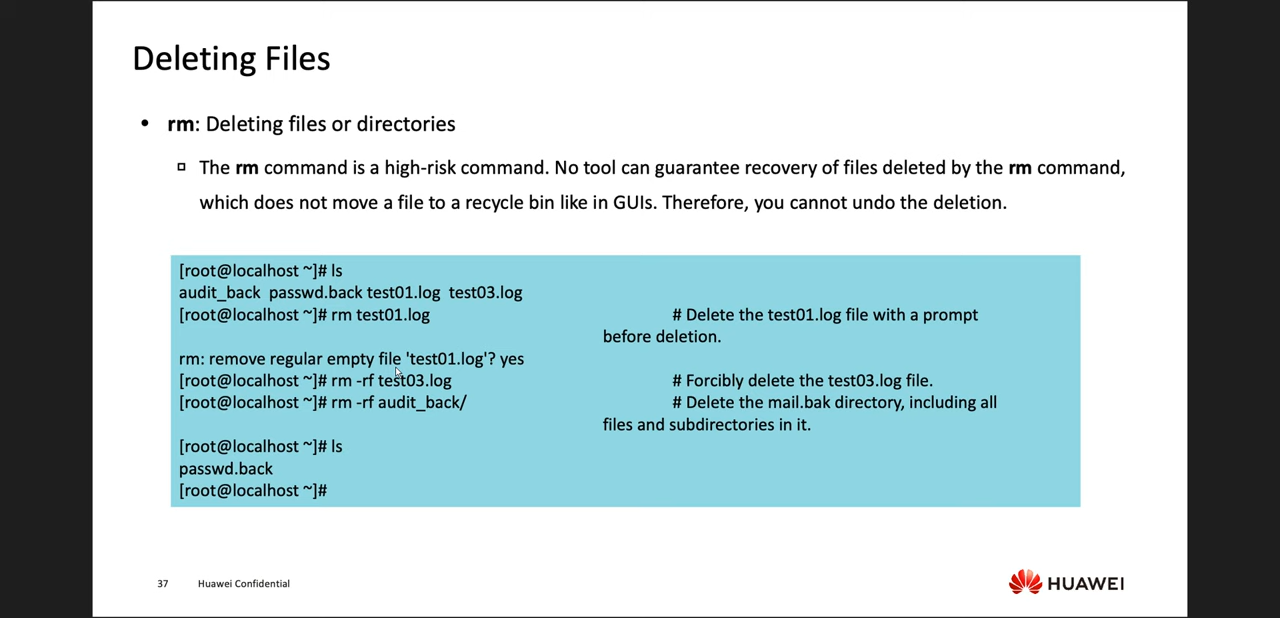 Deleting Files
• rm: Deleting files or directories
▫ The rm command is a high-risk command. No tool can guarantee recovery of files deleted by the rm command,
which does not move a file to a recycle bin like in GUIs. Therefore, you cannot undo the deletion.
[root@localhost ~]# ls
audit_back passwd.back test01.log test03.log
[root@localhost ~]# rm test01.log # Delete the test01.log file with a prompt
before deletion.
rm: remove regular empty file 'test01.log'? yes
[root@localhost ~]# rm -rf test03.log # Forcibly delete the test03.log file.
[root@localhost ~]# rm -rf audit_back/ # Delete the mail.bak directory, including all
files and subdirectories in it.
[root@localhost ~]# ls
passwd.back
[root@localhost ~]#
37 Huawei Confidential
HUAWEI